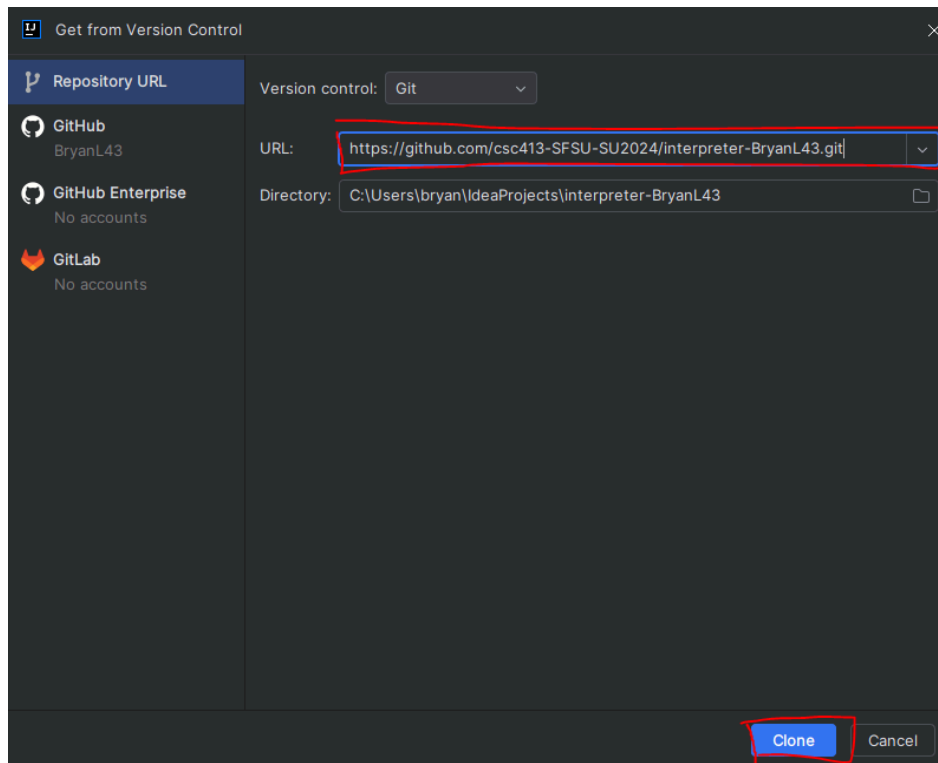 Get from Version Control
Repository URL
GitHub
BryanL43
GitHub Enterprise
No accounts
GitLab
No accounts
Version control: Git
URL: https://github.com/csc413-SFSU-SU2024/interpreter-BryanL43.git
Directory: C:\Users\bryan\IdeaProjects\interpreter-BryanL43
Clone Cancel